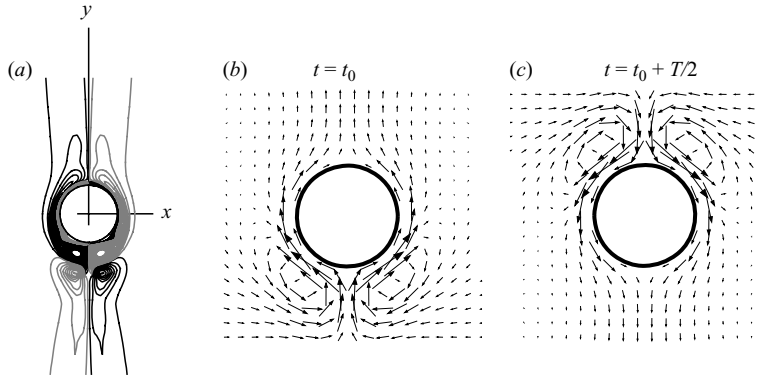 y
(a)
x
(b)
t = t0
(c)
t = t0 + T/2